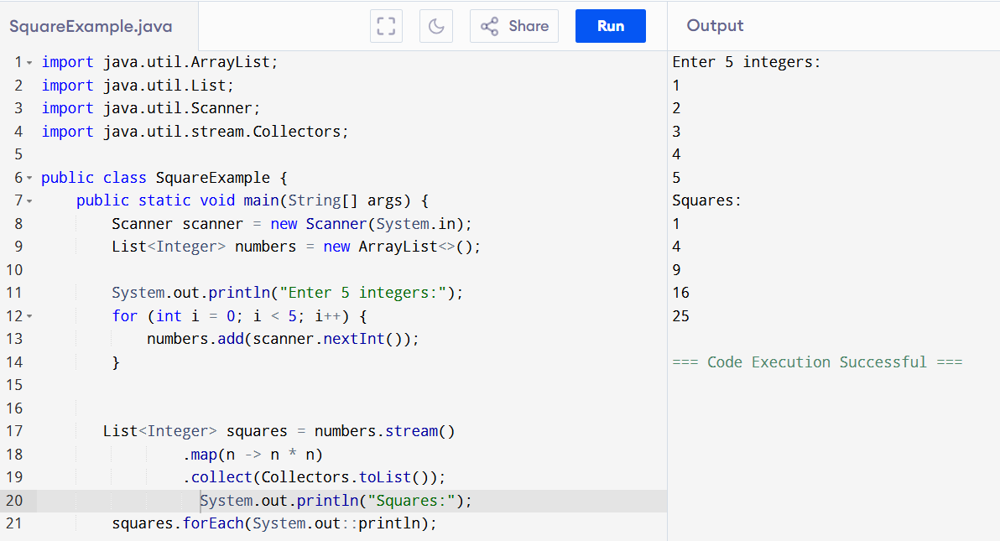 SquareExample.java
Share
Run
Output
1 import java.util.ArrayList;
2 import java.util.List;
3 import java.util.Scanner;
4 import java.util.stream.Collectors;
5
6 public class SquareExample {
7     public static void main(String[] args) {
8         Scanner scanner = new Scanner(System.in);
9         List<Integer> numbers = new ArrayList<>();
10
11         System.out.println("Enter 5 integers:");
12         for (int i = 0; i < 5; i++) {
13             numbers.add(scanner.nextInt());
14         }
15
16
17        List<Integer> squares = numbers.stream()
18                 .map(n -> n * n)
19                 .collect(Collectors.toList());
20                   System.out.println("Squares:");
21         squares.forEach(System.out::println);
Enter 5 integers:
1
2
3
4
5
Squares:
1
4
9
16
25
=== Code Execution Successful ===